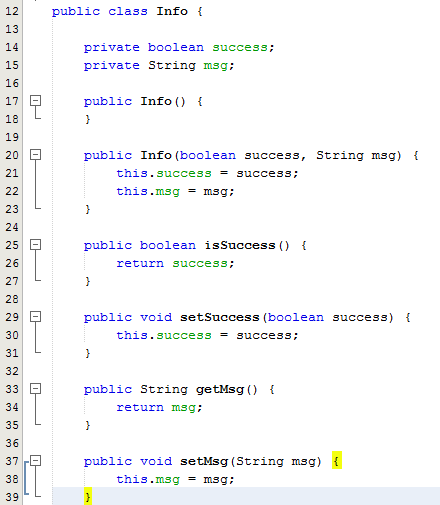 12 public class Info {
13
14     private boolean success;
15     private String msg;
16
17     public Info() {
18     }
19
20     public Info(boolean success, String msg) {
21         this.success = success;
22         this.msg = msg;
23     }
24
25     public boolean isSuccess() {
26         return success;
27     }
28
29     public void setSuccess(boolean success) {
30         this.success = success;
31     }
32
33     public String getMsg() {
34         return msg;
35     }
36
37     public void setMsg(String msg) {
38         this.msg = msg;
39     }